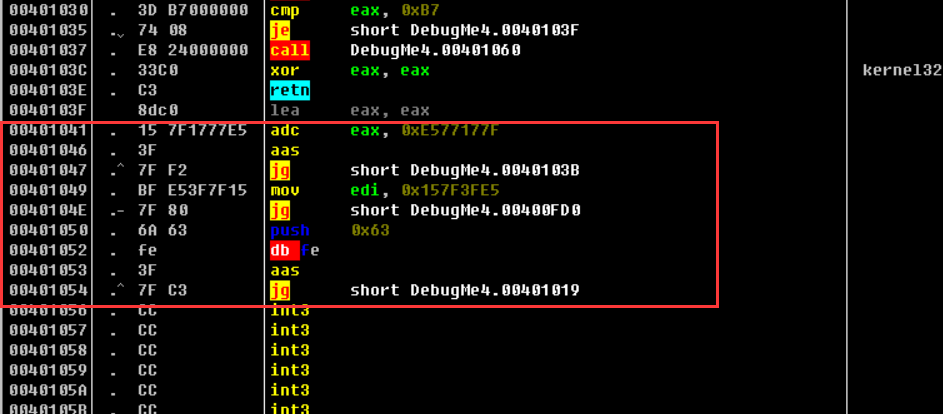 00401030 . 3D B7000000 cmp eax, 0xB7
00401035 .ˬ 74 08 je short DebugMe4.0040103F
00401037 . E8 24000000 call DebugMe4.00401060
0040103C . 33C0 xor eax, eax kernel32
0040103E . C3 retn
0040103F 8dc0 lea eax, eax
00401041 . 15 7F1777E5 adc eax, 0xE577177F
00401046 . 3F aas
00401047 .^ 7F F2 jg short DebugMe4.0040103B
00401049 . BF E53F7F15 mov edi, 0x157F3FE5
0040104E .- 7F 80 jg short DebugMe4.00400FD0
00401050 . 6A 63 push 0x63
00401052 . fe db fe
00401053 . 3F aas
00401054 .^ 7F C3 jg short DebugMe4.00401019
00401056 . CC int3
00401057 . CC int3
00401058 . CC int3
00401059 . CC int3
0040105A . CC int3
0040105B . CC int3